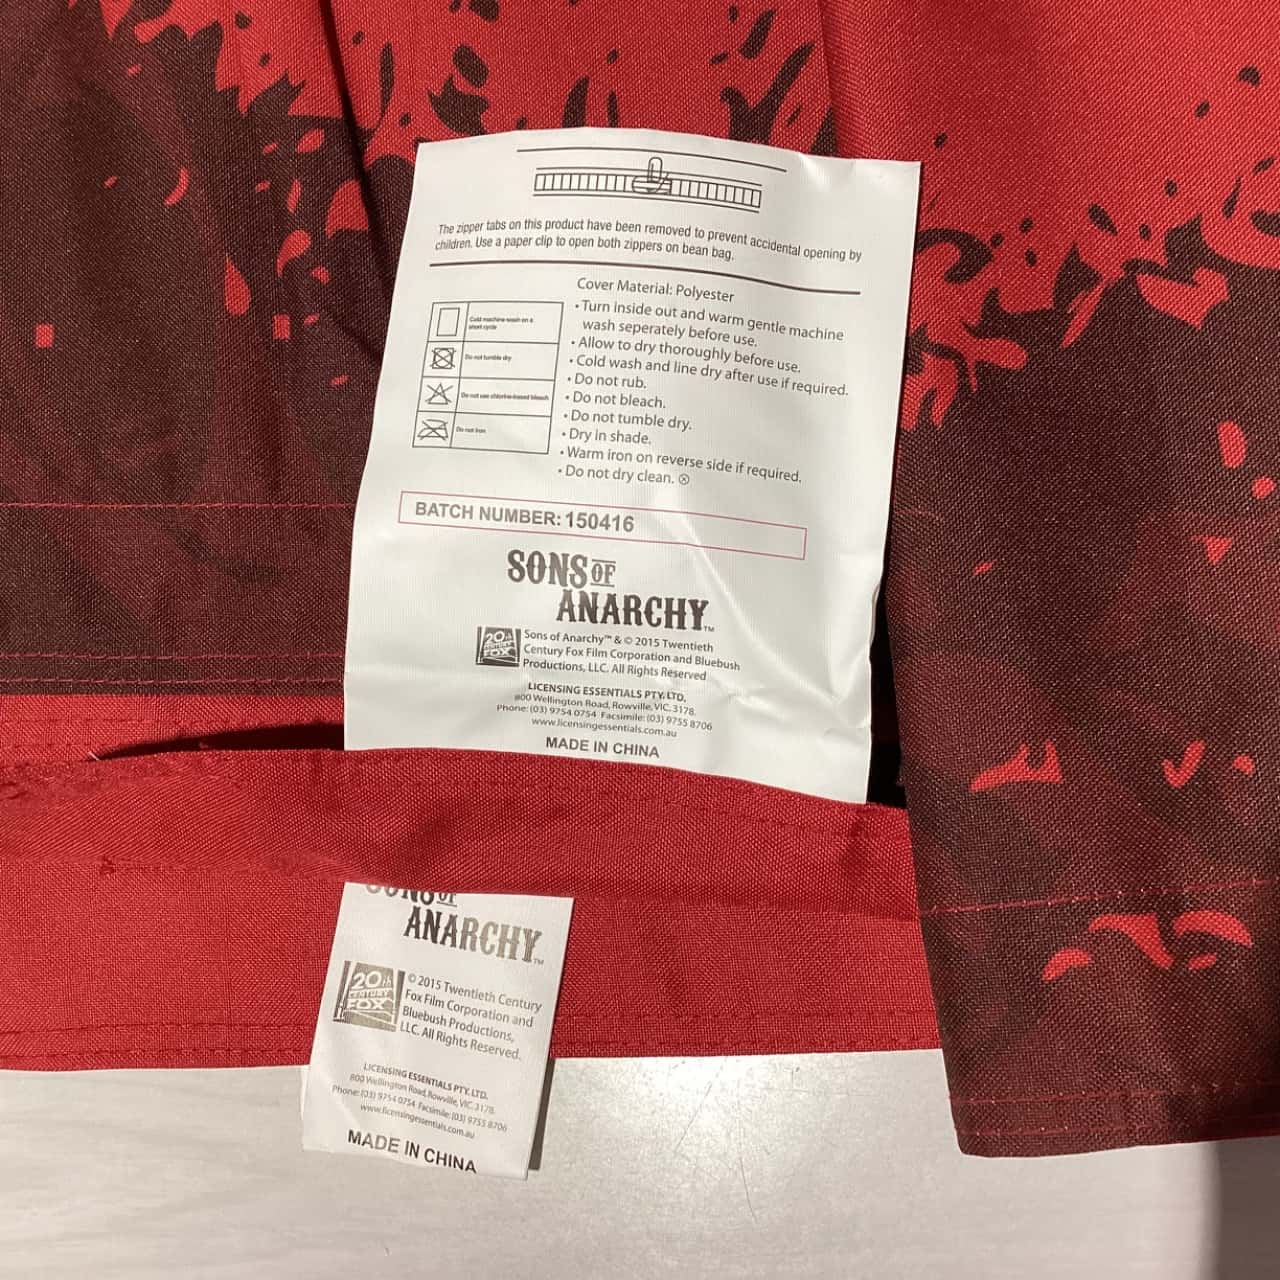 The zipper tabs on this product have been removed to prevent accidental opening by
children. Use a paper clip to open both zippers on bean bag.
Cover Material: Polyester
Cold machine wash on a
short cycle
Do not tumble dry
Do not use chlorine-based bleach
Do not Iron
• Turn inside out and warm gentle machine
wash seperately before use.
• Allow to dry thoroughly before use.
• Cold wash and line dry after use if required.
• Do not rub.
• Do not bleach.
• Do not tumble dry.
• Dry in shade.
• Warm iron on reverse side if required.
• Do not dry clean.
BATCH NUMBER: 150416
SONS OF
ANARCHY™
20th
CENTURY
FOX
Sons of Anarchy™ & © 2015 Twentieth
Century Fox Film Corporation and Bluebush
Productions, LLC. All Rights Reserved
LICENSING ESSENTIALS PTY. LTD.
800 Wellington Road, Rowville, VIC. 3178.
Phone: (03) 9754 0754 Facsimile: (03) 9755 8706
www.licensingessentials.com.au
MADE IN CHINA
SONS OF
ANARCHY™
20th
CENTURY
FOX
© 2015 Twentieth Century
Fox Film Corporation and
Bluebush Productions,
LLC. All Rights Reserved.
LICENSING ESSENTIALS PTY. LTD.
800 Wellington Road, Rowville, VIC. 3178.
Phone: (03) 9754 0754 Facsimile: (03) 9755 8706
www.licensingessentials.com.au
MADE IN CHINA